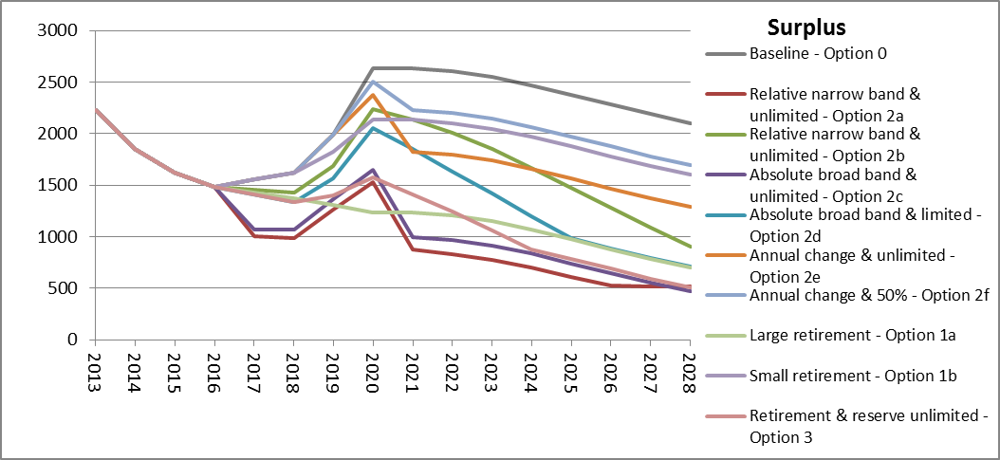 Surplus
3000
2500
2000
1500
1000
500
0
2013
2014
2015
2016
2017
2018
2019
2020
2021
2022
2023
2024
2025
2026
2027
2028
Baseline - Option 0
Relative narrow band &
unlimited - Option 2a
Relative narrow band &
unlimited - Option 2b
Absolute broad band &
unlimited - Option 2c
Absolute broad band & limited -
Option 2d
Annual change & unlimited -
Option 2e
Annual change & 50% - Option 2f
Large retirement - Option 1a
Small retirement - Option 1b
Retirement & reserve unlimited -
Option 3